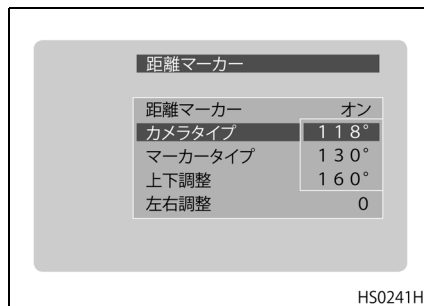 距離マーカー
距離マーカー オン
カメラタイプ 118°
マーカータイプ 130°
上下調整 160°
左右調整 0
HS0241H